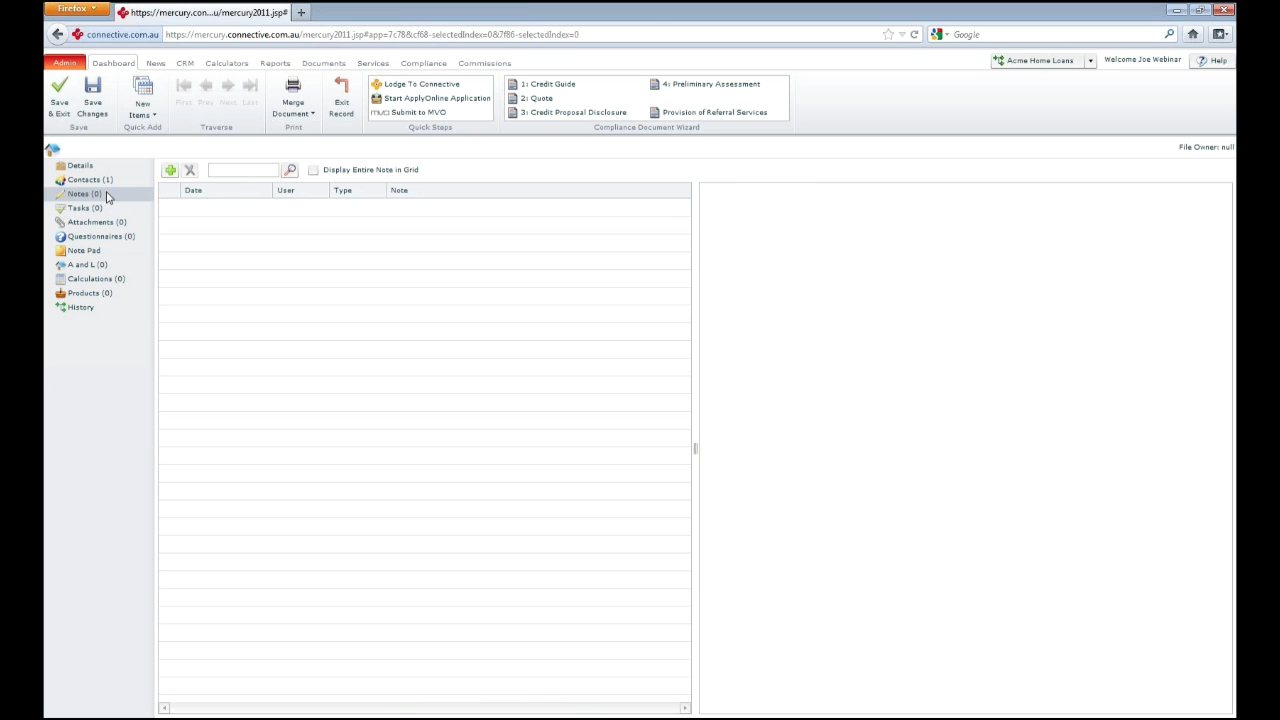 Firefox
https://mercury.con...u/mercury2011.jsp#
connective.com.au
https://mercury.connective.com.au/mercury2011.jsp#app=7c78&cf68-selectedIndex=0&7f86-selectedIndex=0
Google
Admin
Dashboard
News
CRM
Calculators
Reports
Documents
Services
Compliance
Commissions
Acme Home Loans
Welcome Joe Webinar
Help
Save & Exit
Save Changes
Save
New Items
Quick Add
First
Prev
Next
Last
Traverse
Merge Document
Print
Exit Record
Lodge To Connective
Start ApplyOnline Application
mvo Submit to MVO
Quick Steps
1: Credit Guide
2: Quote
3: Credit Proposal Disclosure
4: Preliminary Assessment
Provision of Referral Services
Compliance Document Wizard
File Owner: null
Details
Contacts (1)
Notes (0)
Tasks (0)
Attachments (0)
Questionnaires (0)
Note Pad
A and L (0)
Calculations (0)
Products (0)
History
Display Entire Note in Grid
Date
User
Type
Note